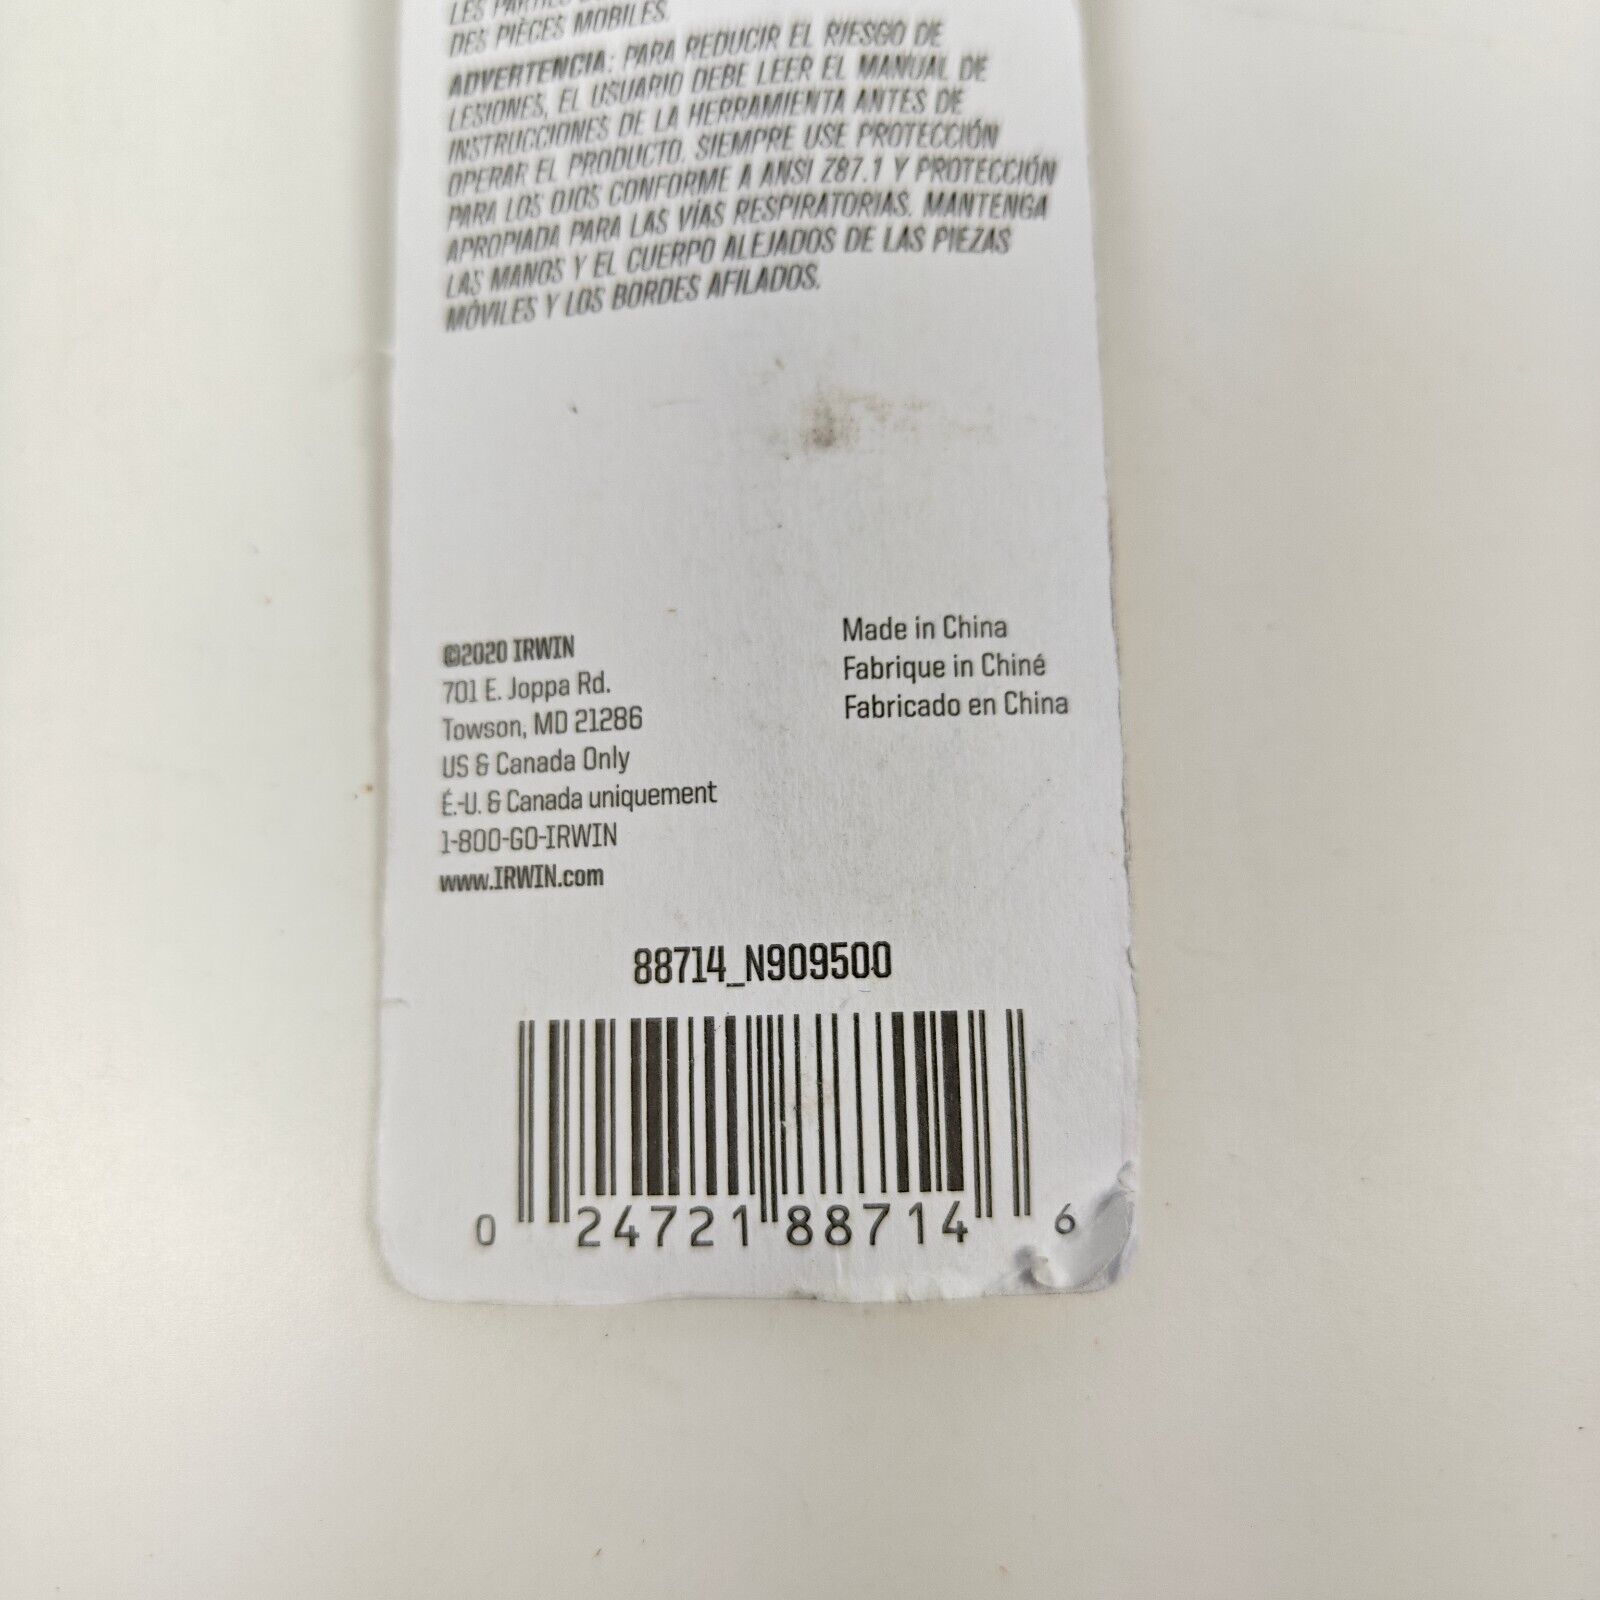 LES PARTIES
DES PIÈCES MOBILES.
ADVERTENCIA: PARA REDUCIR EL RIESGO DE
LESIONES, EL USUARIO DEBE LEER EL MANUAL DE
INSTRUCCIONES DE LA HERRAMIENTA ANTES DE
OPERAR EL PRODUCTO. SIEMPRE USE PROTECCIÓN
PARA LOS OJOS CONFORME A ANSI Z87.1 Y PROTECCIÓN
APROPIADA PARA LAS VÍAS RESPIRATORIAS. MANTENGA
LAS MANOS Y EL CUERPO ALEJADOS DE LAS PIEZAS
MÓVILES Y LOS BORDES AFILADOS.
©2020 IRWIN
701 E. Joppa Rd.
Towson, MD 21286
US & Canada Only
É.-U. & Canada uniquement
1-800-GO-IRWIN
www.IRWIN.com
Made in China
Fabrique in Chiné
Fabricado en China
88714_N909500
0 24721 88714 6